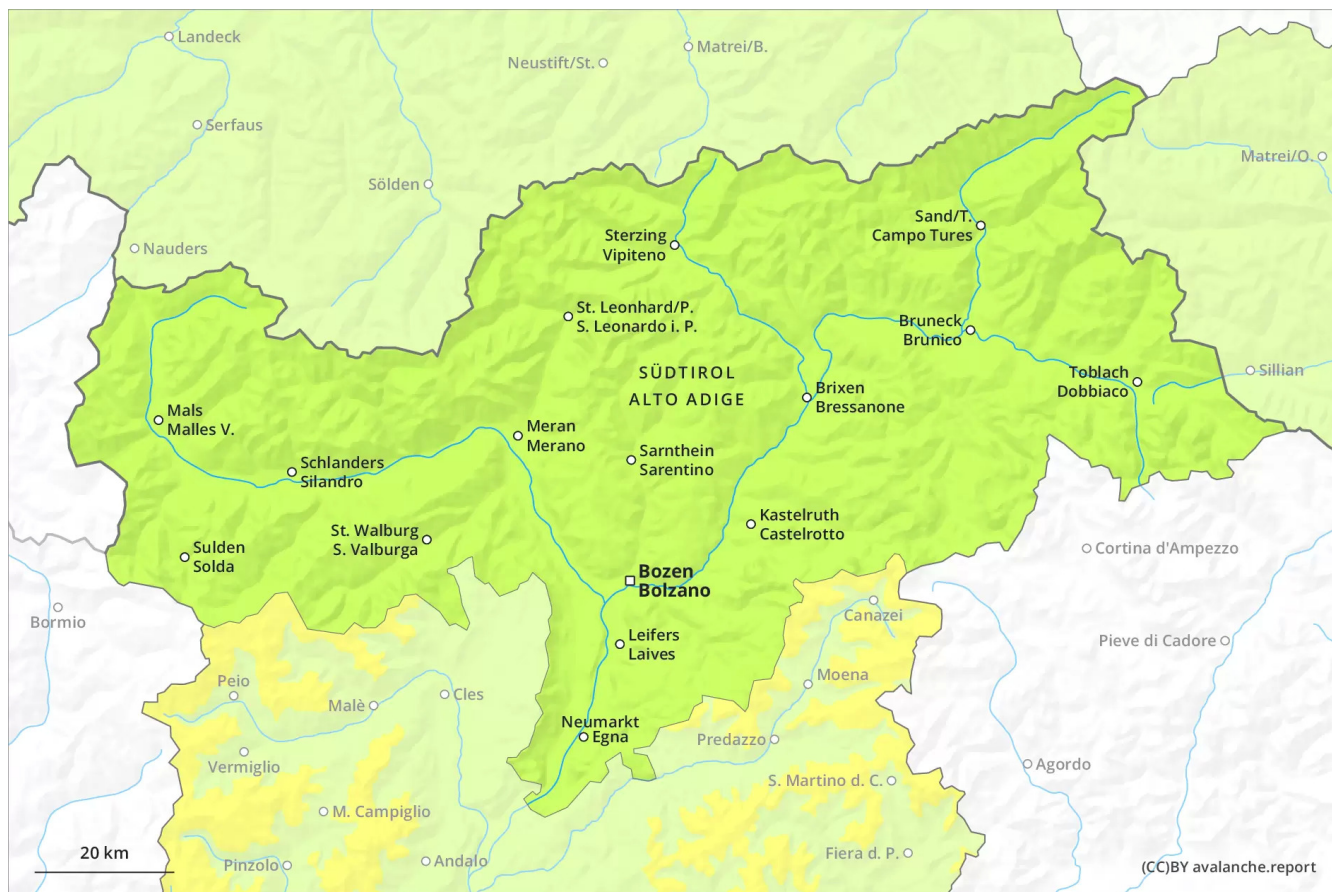 Landeck
Matrei/B.
Neustift/St.
Serfaus
Matrei/O.
Sölden
Sand/T.
Campo Tures
Nauders
Sterzing
Vipiteno
St. Leonhard/P.
S. Leonardo i. P.
Bruneck
Brunico
SÜDTIROL
ALTO ADIGE
Toblach
Dobbiaco
Sillian
Brixen
Bressanone
Mals
Malles V.
Meran
Merano
Sarnthein
Sarentino
Schlanders
Silandro
Kastelruth
Castelrotto
St. Walburg
S. Valburga
Sulden
Solda
Cortina d'Ampezzo
Bozen
Bolzano
Bormio
Canazei
Leifers
Laives
Pieve di Cadore
Peio
Moena
Malè
Cles
Neumarkt
Egna
Predazzo
Vermiglio
Agordo
S. Martino d. C.
M. Campiglio
20 km
Pinzolo
Andalo
Fiera d. P.
(CC)BY avalanche.report